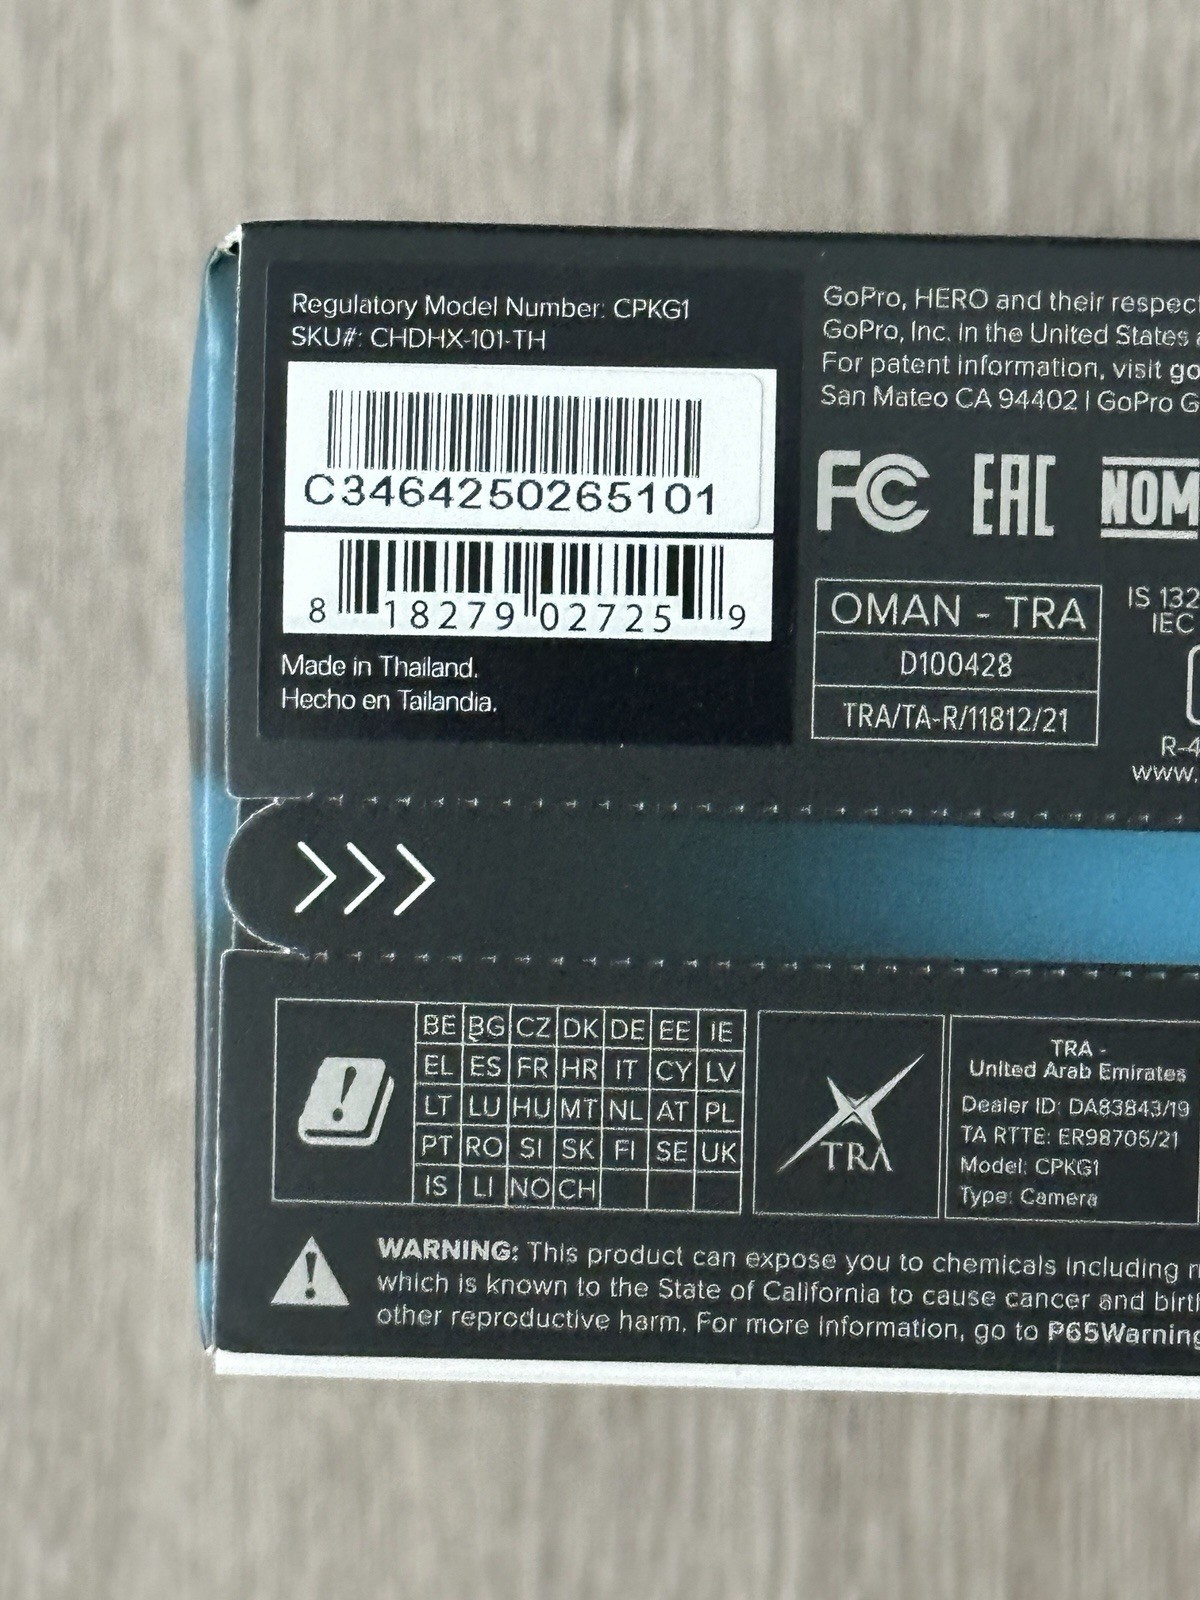 Regulatory Model Number: CPKG1
SKU#: CHDHX-101-TH
C3464250265101
8 18279 02725 9
Made in Thailand.
Hecho en Tailandia.
GoPro, HERO and their
GoPro, Inc. in the United States
For patent information, visit
San Mateo CA 94402 | GoPro
FC EAC NOM
OMAN - TRA
D100428
TRA/TA-R/11812/21
IS
IEC
www.
BE BG CZ DK DE EE IE
EL ES FR HR IT CY LV
LT LU HU MT NL AT PL
PT RO SI SK FI SE UK
IS LI NO CH
TRA
TRA -
United Arab Emirates
Dealer ID: DA83843/19
TA RTTE: ER98705/21
Model: CPKG1
Type: Camera
WARNING: This product can expose you to chemicals including
which is known to the State of California to cause cancer and
other reproductive harm. For more information, go to